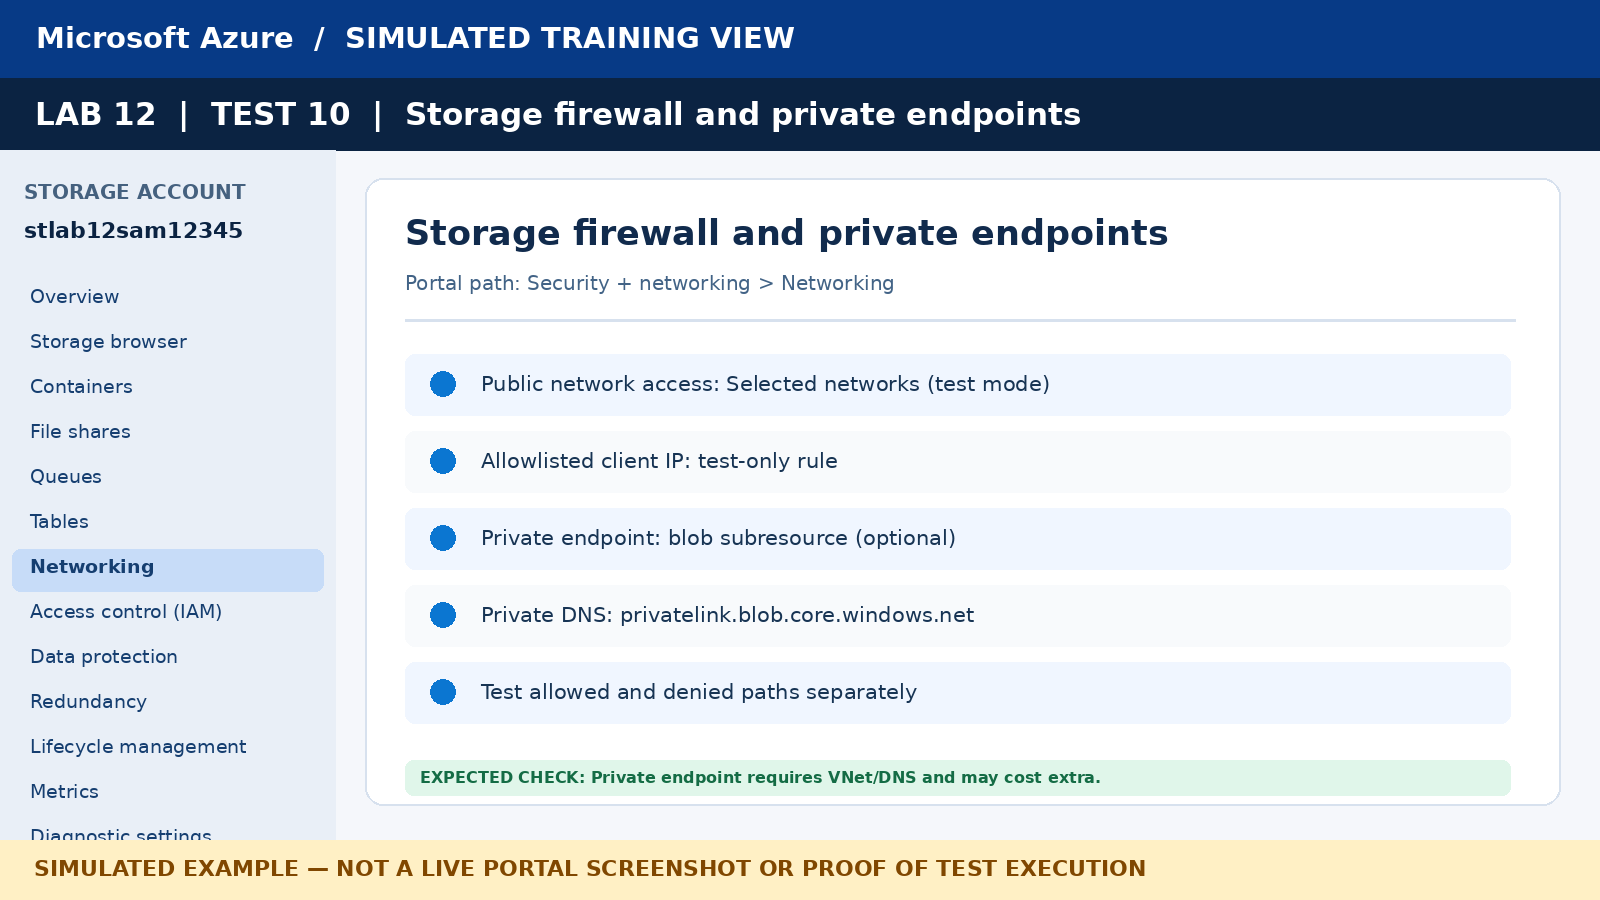 Microsoft Azure / SIMULATED TRAINING VIEW
LAB 12 | TEST 10 | Storage firewall and private endpoints
STORAGE ACCOUNT
stlab12sam12345
Overview
Storage browser
Containers
File shares
Queues
Tables
Networking
Access control (IAM)
Data protection
Redundancy
Lifecycle management
Metrics
Diagnostic settings
Storage firewall and private endpoints
Portal path: Security + networking > Networking
Public network access: Selected networks (test mode)
Allowlisted client IP: test-only rule
Private endpoint: blob subresource (optional)
Private DNS: privatelink.blob.core.windows.net
Test allowed and denied paths separately
EXPECTED CHECK: Private endpoint requires VNet/DNS and may cost extra.
SIMULATED EXAMPLE — NOT A LIVE PORTAL SCREENSHOT OR PROOF OF TEST EXECUTION